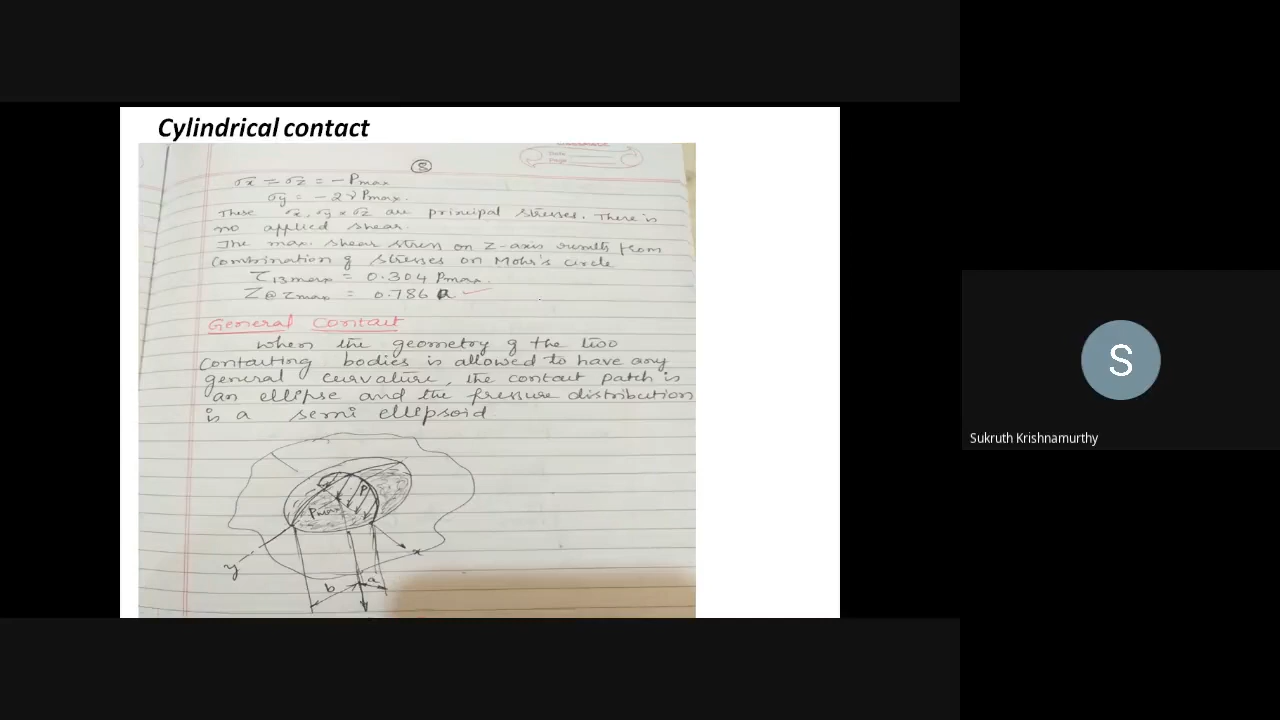 Cylindrical contact
8
σx = σz = -Pmax
σy = -2ν Pmax.
These σx, σy & σz are principal stresses. There is
no applied shear.
The max. shear stress on Z-axis results from
Combination of stresses on Mohr's circle
τ13max = 0.304 Pmax.
Z@τmax = 0.786 a
General Contact
when the geometry of the two
Contacting bodies is allowed to have any
general curvature, the contact patch is
an ellipse and the pressure distribution
is a semi ellipsoid
P
Pmax
x
y
b
a
S
Sukruth Krishnamurthy